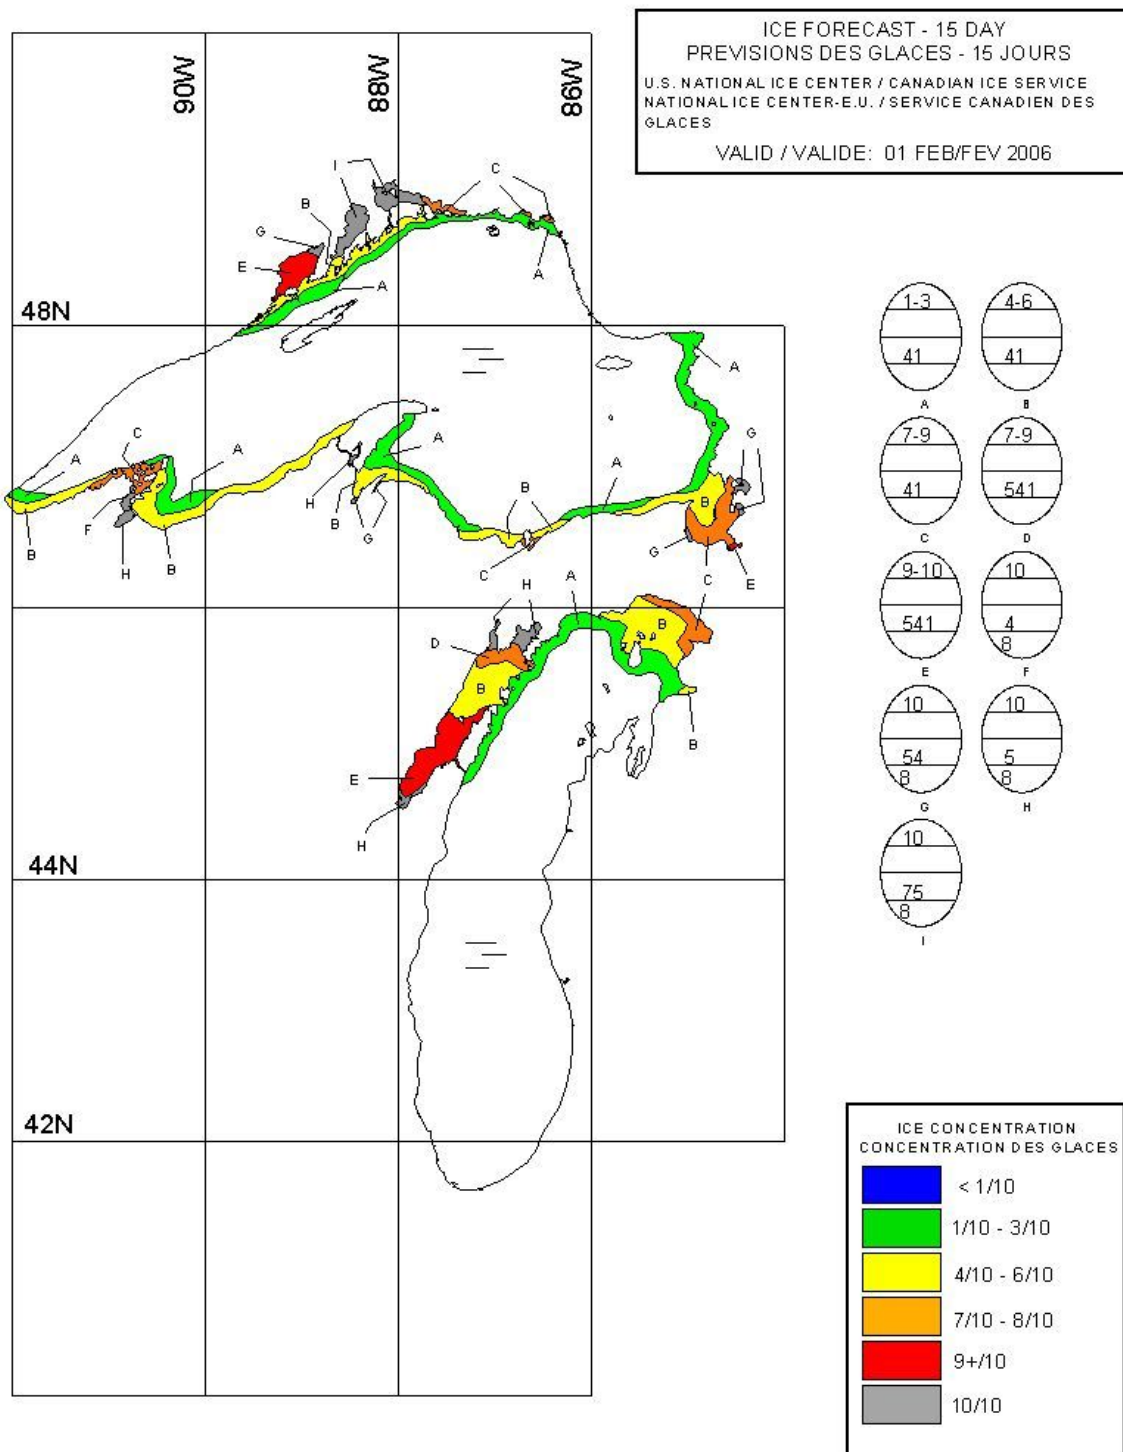 ICE FORECAST - 15 DAY
PREVISIONS DES GLACES - 15 JOURS
U.S. NATIONAL ICE CENTER / CANADIAN ICE SERVICE
NATIONAL ICE CENTER-E.U. / SERVICE CANADIEN DES
GLACES
VALID / VALIDE: 01 FEB/FEV 2006
90W
88W
86W
I
C
B
G
E
A
A
48N
A
C
A
A
G
A
B
B
H
B
G
B
F
H
B
C
G
C
E
H
A
B
D
B
B
E
H
44N
42N
1-3
41
A
4-6
41
B
7-9
41
C
7-9
541
D
9-10
541
E
10
4
8
F
10
54
8
G
10
5
8
H
10
75
8
I
ICE CONCENTRATION
CONCENTRATION DES GLACES
< 1/10
1/10 - 3/10
4/10 - 6/10
7/10 - 8/10
9+/10
10/10